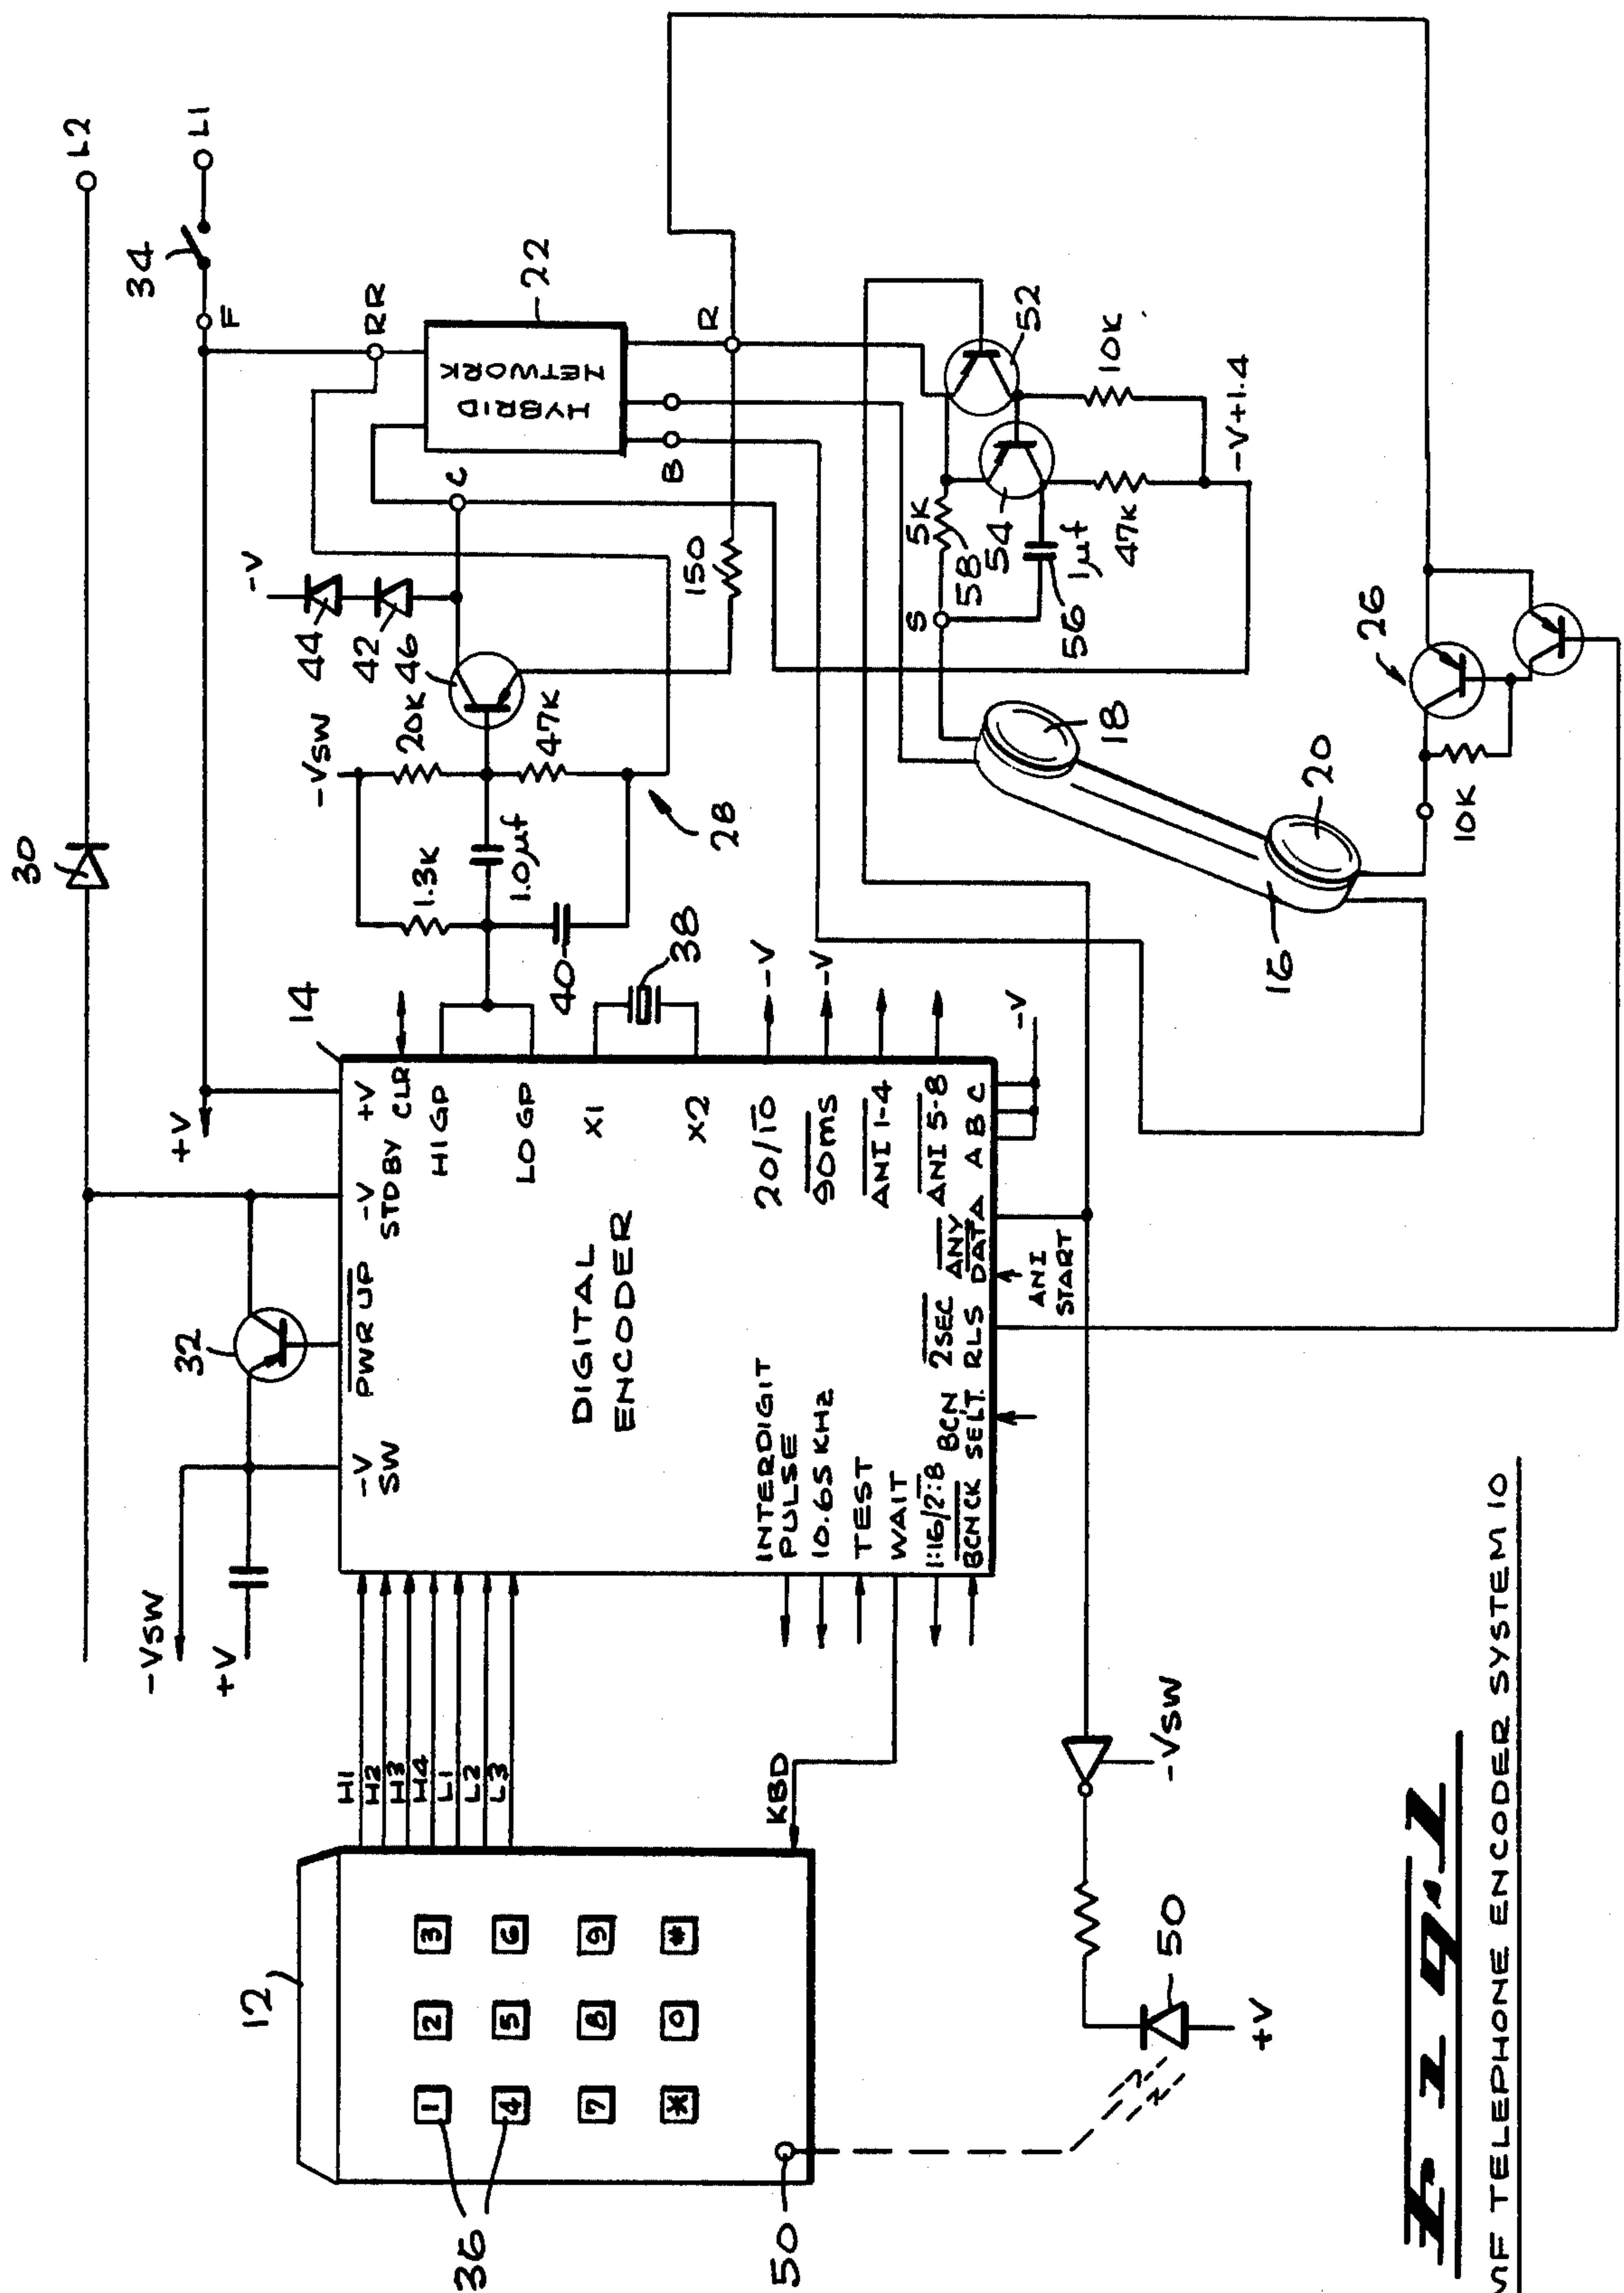 30
L2
34
L1
F
+V
-VSW
+V
32
14
-V SW
PWR UP
-V STDBY
+V
CLR
HI GP
LO GP
X1
X2
20/10
90MS
ANI 1-4
ANI 5-8
-V
-V
DIGITAL
ENCODER
INTERDIGIT
PULSE
10.65 KHZ
TEST
WAIT
1:16/2:8
BCN CK
BCN
SELT.
2SEC
RLS
ANY
DATA
A B C
-V
ANI
START
H1
H2
H3
H4
L1
L2
L3
KBD
12
1 2 3
4 5 6
7 8 9
* 0 #
36
50
50
+V
-VSW
-VSW
1.3K
20K
47K
1.0µf
40
38
28
44
42
46
-V
C
RR
HYBRID
NETWORK
22
B
R
150
S
5K
58
54
52
56
1µf
47K
10K
-V+1.4
18
16
20
26
10K
Fig. 1
MF TELEPHONE ENCODER SYSTEM 10